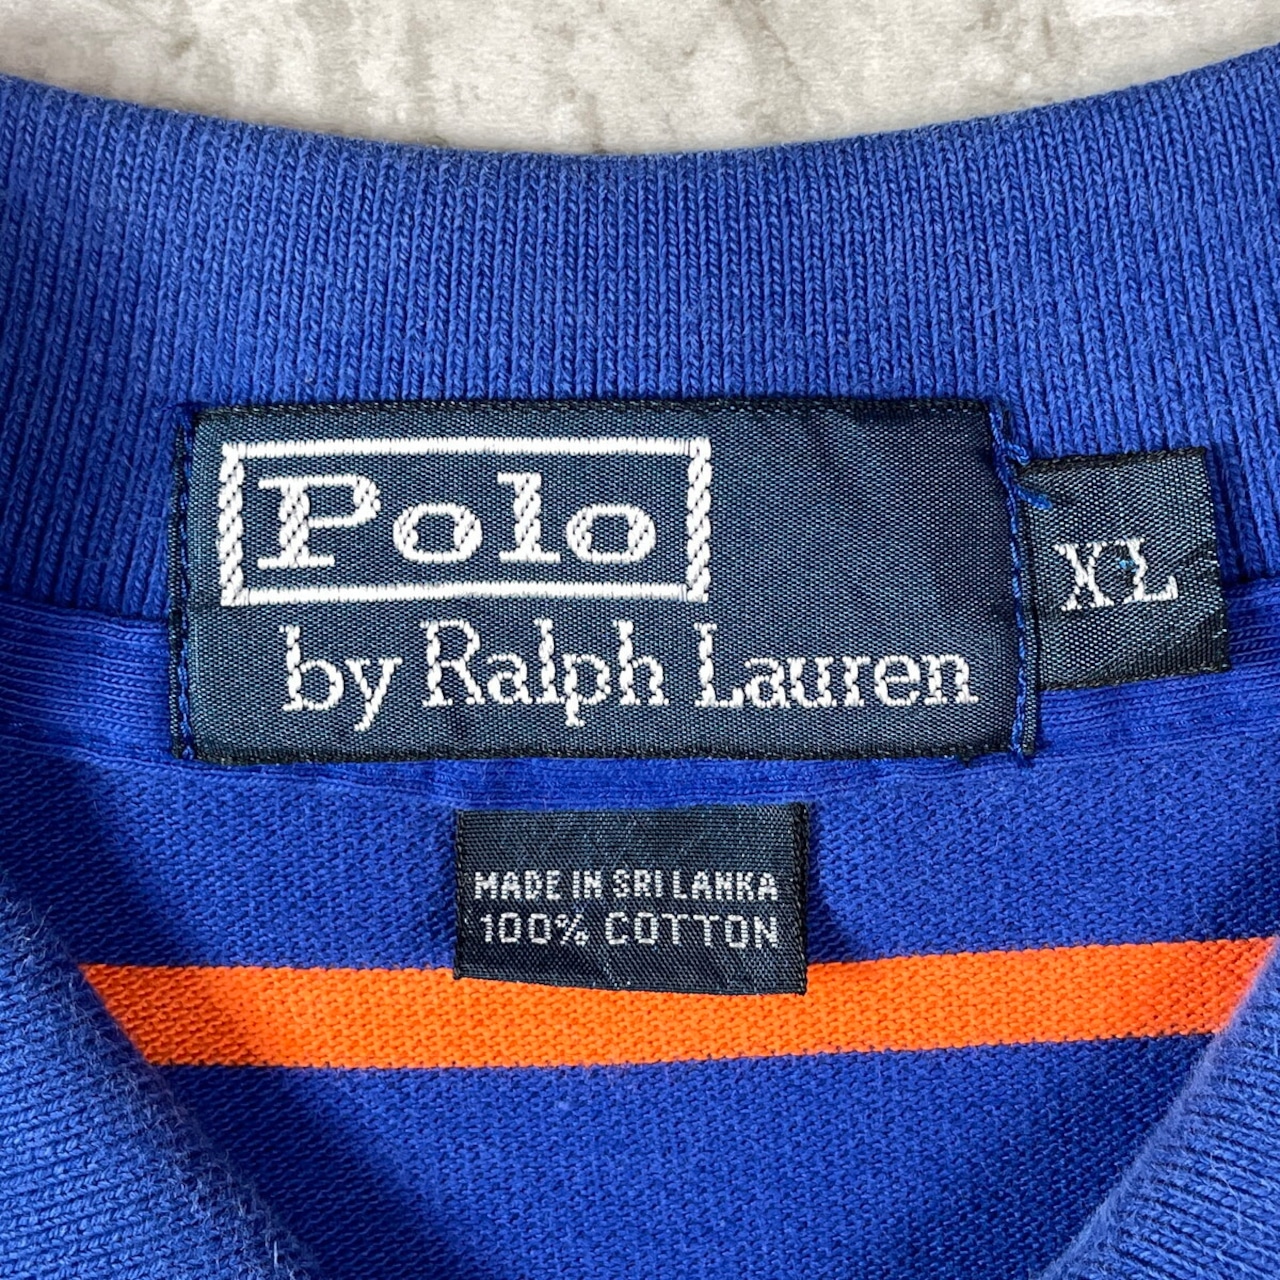 Polo
by Ralph Lauren
XL
MADE IN SRI LANKA
100% COTTON